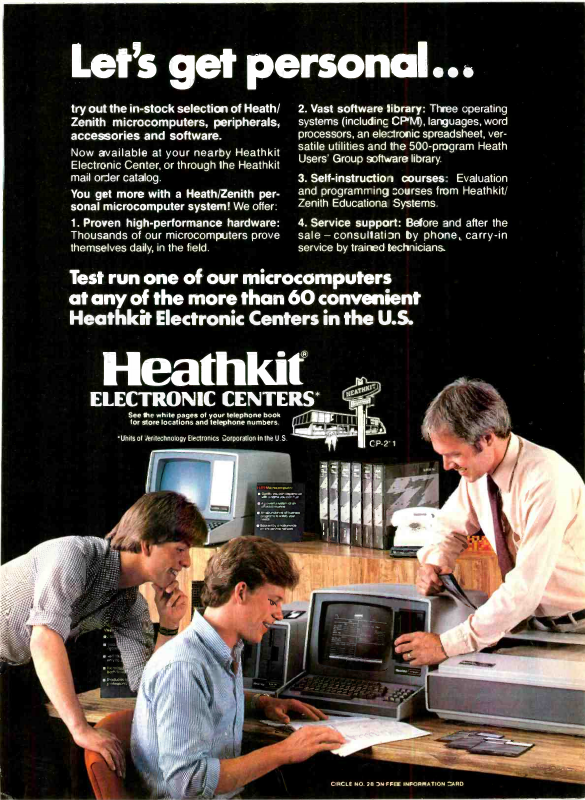 Let's get personal...
try out the in-stock selection of Heath/
Zenith microcomputers, peripherals,
accessories and software.
Now available at your nearby Heathkit
Electronic Center, or through the Heathkit
mail order catalog.
You get more with a Heath/Zenith per-
sonal microcomputer system! We offer:
1. Proven high-performance hardware:
Thousands of our microcomputers prove
themselves daily, in the field.
2. Vast software library: Three operating
systems (including CP/M), languages, word
processors, an electronic spreadsheet, ver-
satile utilities and the 500-program Heath
Users' Group software library.
3. Self-instruction courses: Evaluation
and programming courses from Heathkit/
Zenith Educational Systems.
4. Service support: Before and after the
sale – consultation by phone, carry-in
service by trained technicians.
Test run one of our microcomputers
at any of the more than 60 convenient
Heathkit Electronic Centers in the U.S.
Heathkit®
ELECTRONIC CENTERS*
See the white pages of your telephone book
for store locations and telephone numbers.
*Units of Veritechnology Electronics Corporation in the U.S.
HEATHKIT
CP-211
CIRCLE NO. 26 ON FREE INFORMATION CARD